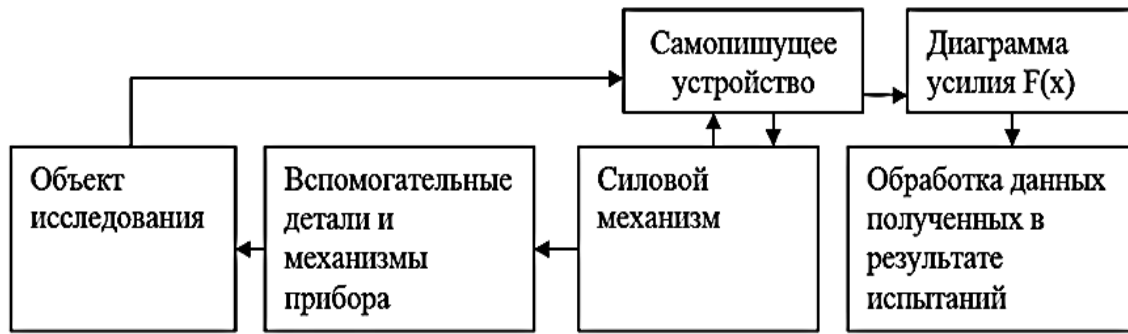 Самопишущее
устройство
Диаграмма
усилия F(x)
Объект
исследования
Вспомогательные
детали и
механизмы
прибора
Силовой
механизм
Обработка данных
полученных в
результате
испытаний